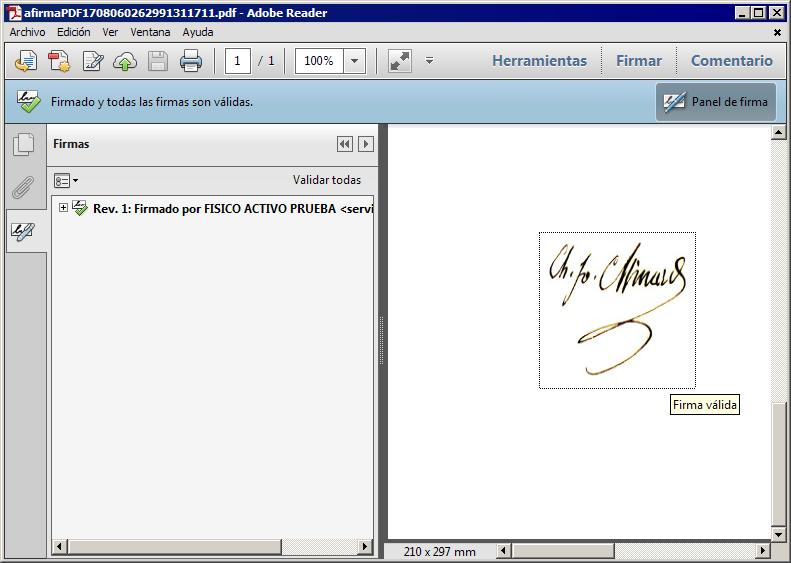 afirmaPDF1708060262991311711.pdf - Adobe Reader
Archivo Edición Ver Ventana Ayuda
1 / 1 100% Herramientas Firmar Comentario
Firmado y todas las firmas son válidas. Panel de firma
Firmas
Validar todas
Rev. 1: Firmado por FISICO ACTIVO PRUEBA <servi
Firma válida
210 x 297 mm